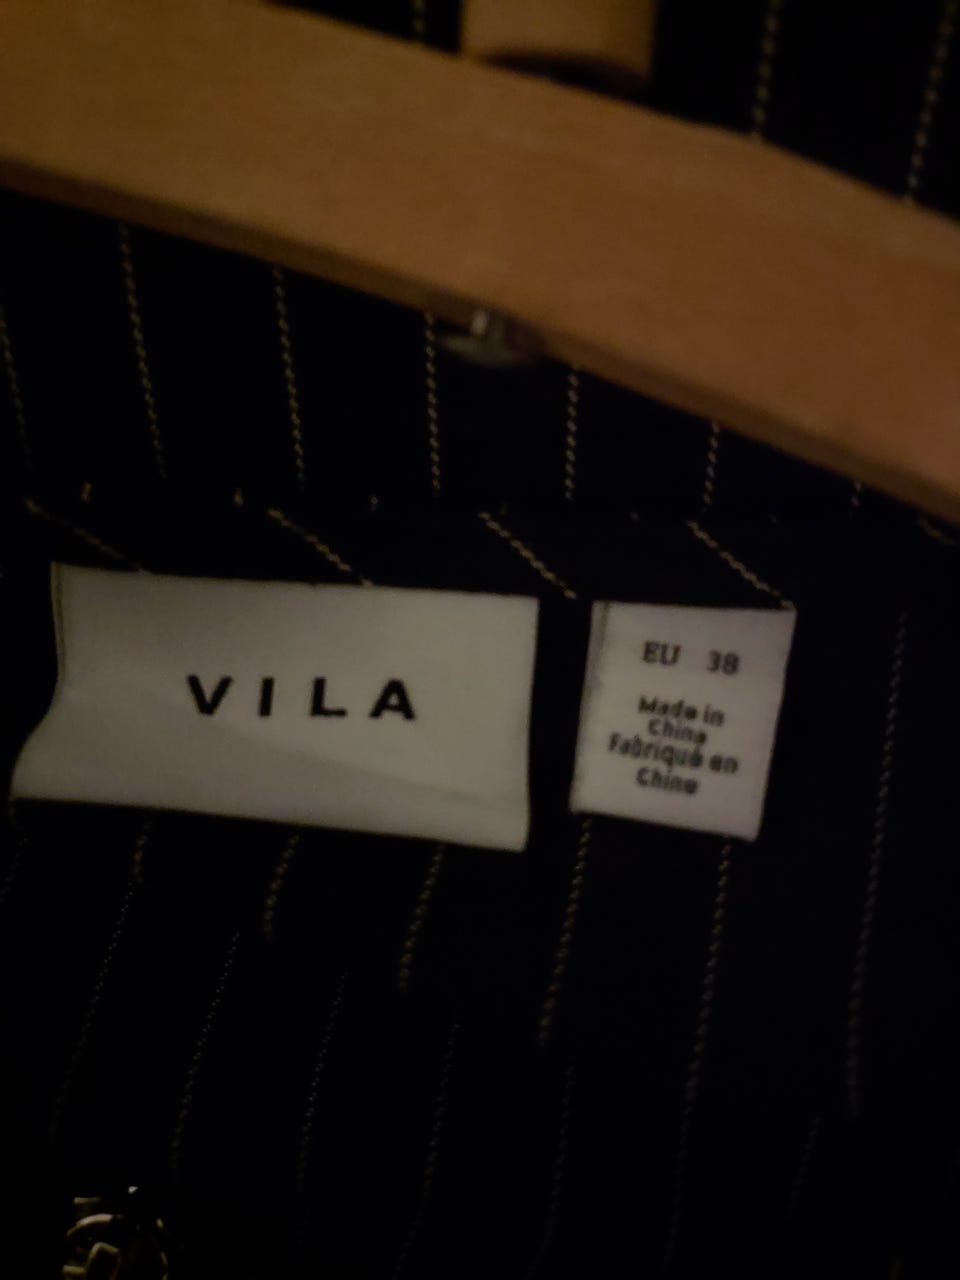 VILA
EU 38
Made in
China
Fabriqué en
Chine